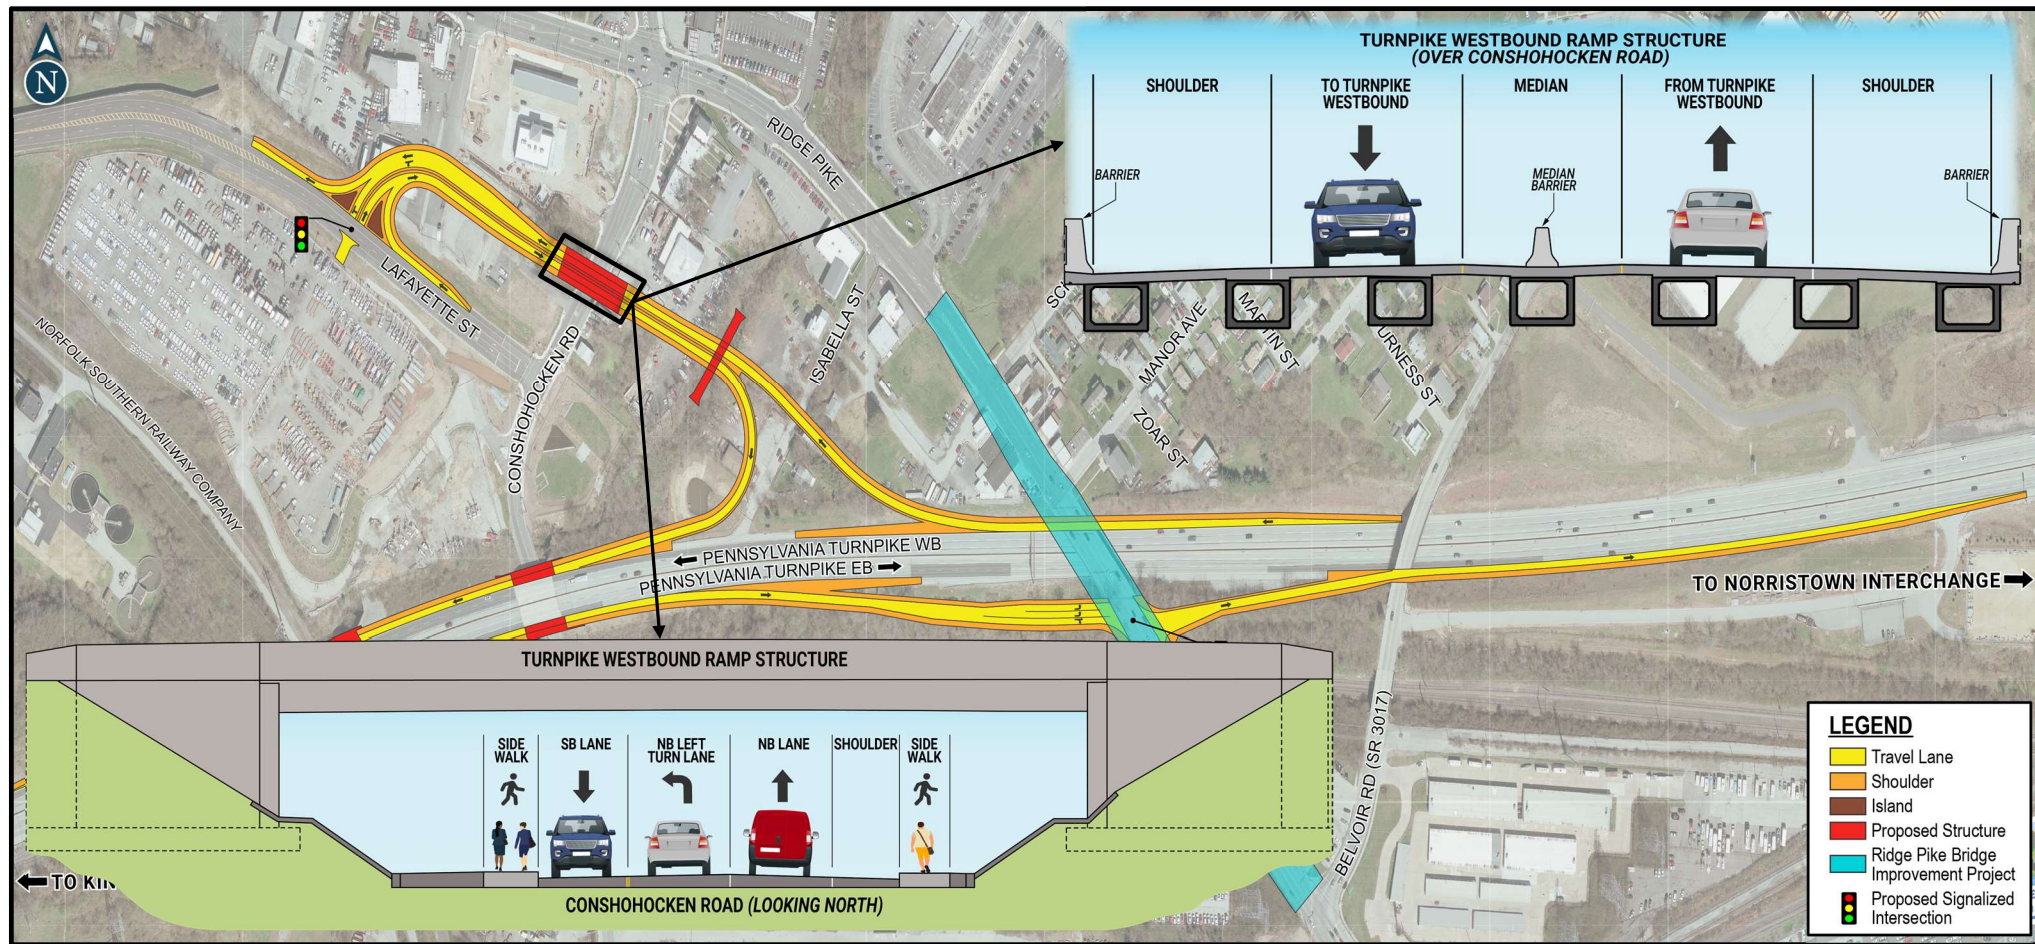 N
TURNPIKE WESTBOUND RAMP STRUCTURE
(OVER CONSHOHOCKEN ROAD)
SHOULDER
TO TURNPIKE
WESTBOUND
MEDIAN
FROM TURNPIKE
WESTBOUND
SHOULDER
BARRIER
MEDIAN
BARRIER
BARRIER
RIDGE PIKE
LAFAYETTE ST
NORFOLK SOUTHERN RAILWAY COMPANY
CONSHOHOCKEN RD
ISABELLA ST
MANOR AVE
MARTIN ST
URNESS ST
ZOAR ST
PENNSYLVANIA TURNPIKE WB
PENNSYLVANIA TURNPIKE EB
TO NORRISTOWN INTERCHANGE
BELVOIR RD (SR 3017)
TURNPIKE WESTBOUND RAMP STRUCTURE
SIDE
WALK
SB LANE
NB LEFT
TURN LANE
NB LANE
SHOULDER
SIDE
WALK
TO KIN
CONSHOHOCKEN ROAD (LOOKING NORTH)
LEGEND
Travel Lane
Shoulder
Island
Proposed Structure
Ridge Pike Bridge
Improvement Project
Proposed Signalized
Intersection